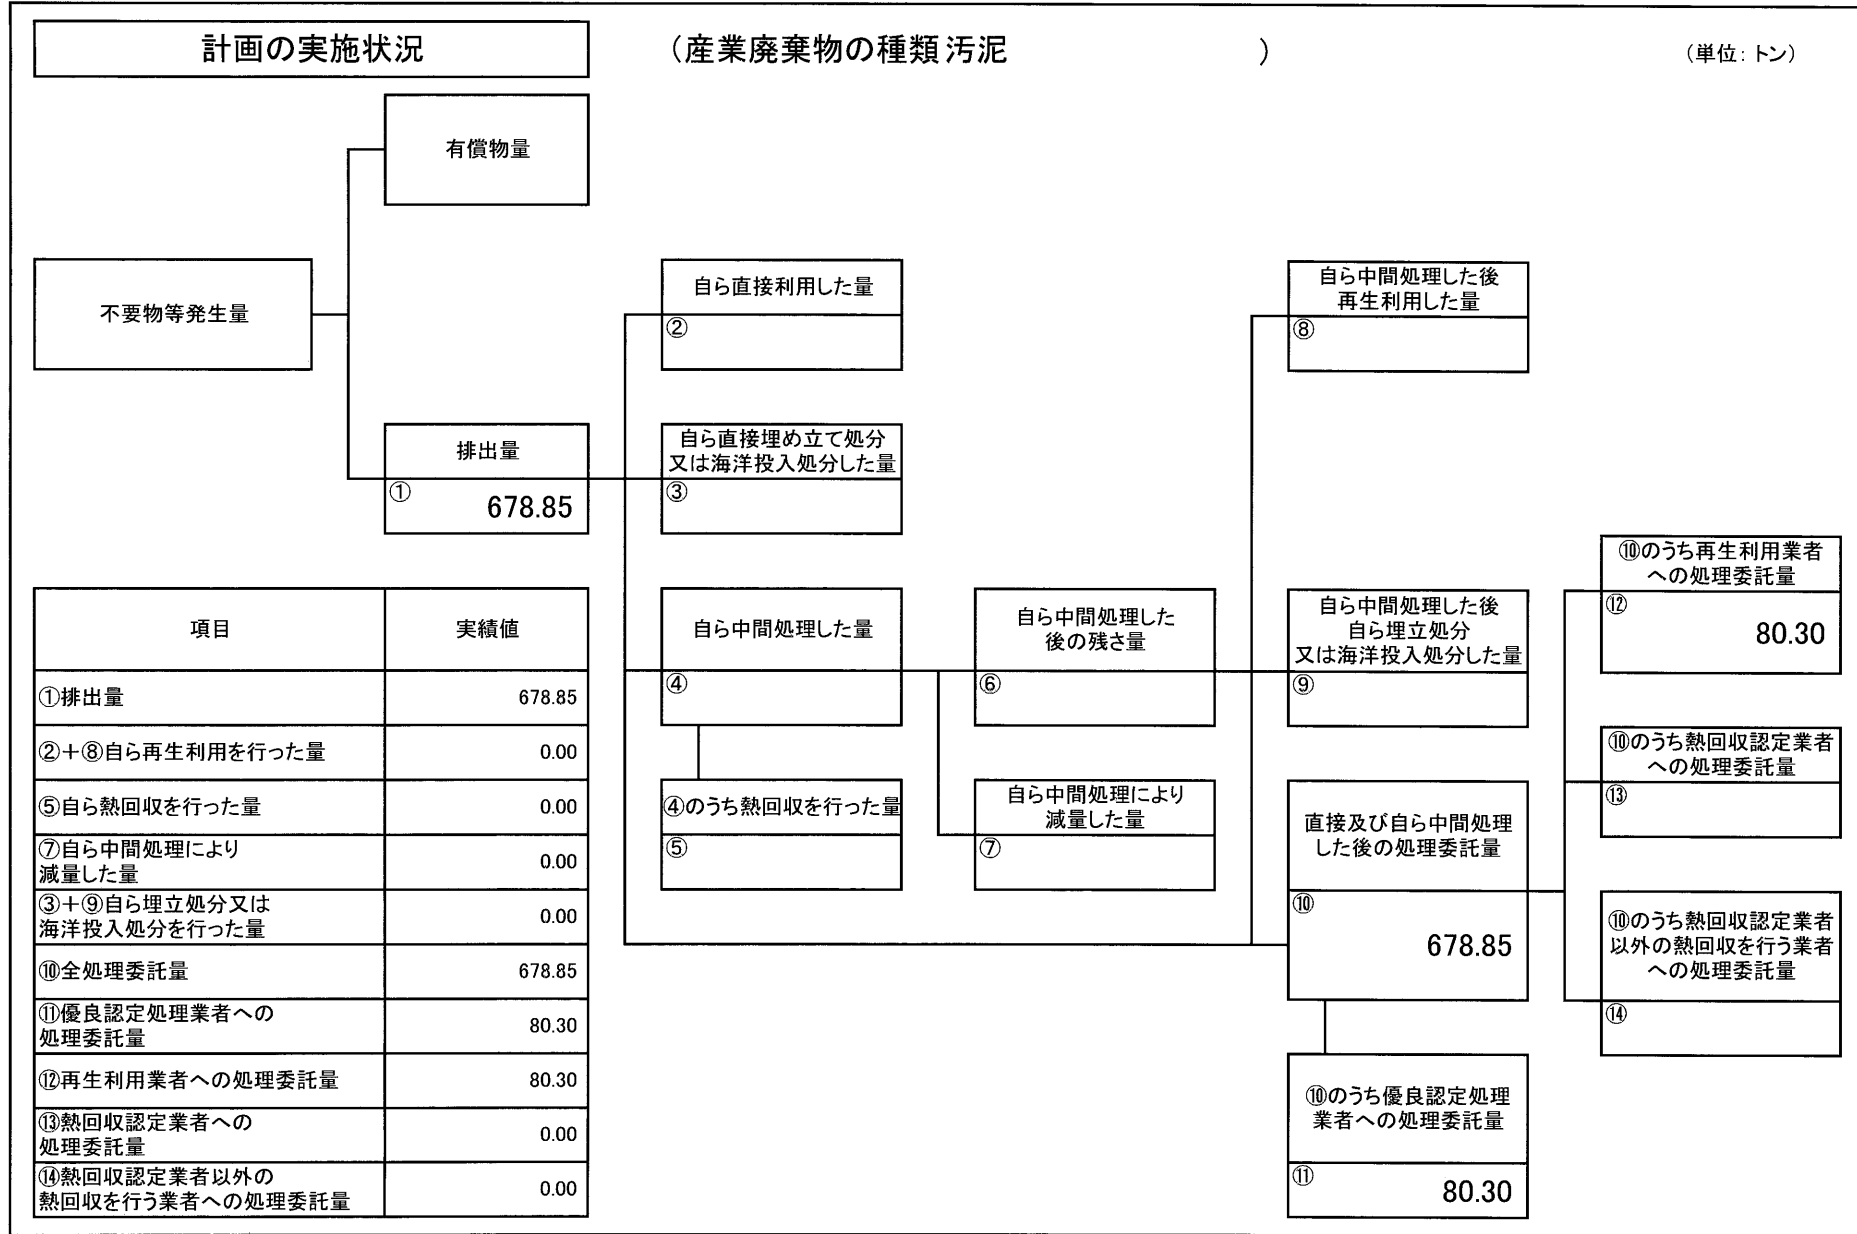 計画の実施状況
（産業廃棄物の種類 汚泥　）
（単位：トン）
有償物量
不要物等発生量
自ら直接利用した量
②
自ら中間処理した後
再生利用した量
⑧
排出量
①
678.85
自ら直接埋め立て処分
又は海洋投入処分した量
③
⑩のうち再生利用業者
への処理委託量
⑫
80.30
自ら中間処理した量
④
自ら中間処理した
後の残さ量
⑥
自ら中間処理した後
自ら埋立処分
又は海洋投入処分した量
⑨
⑩のうち熱回収認定業者
への処理委託量
⑬
④のうち熱回収を行った量
⑤
自ら中間処理により
減量した量
⑦
直接及び自ら中間処理
した後の処理委託量
⑩
678.85
⑩のうち熱回収認定業者
以外の熱回収を行う業者
への処理委託量
⑭
⑩のうち優良認定処理
業者への処理委託量
⑪
80.30
項目 実績値
①排出量 678.85
②＋⑧自ら再生利用を行った量 0.00
⑤自ら熱回収を行った量 0.00
⑦自ら中間処理により
減量した量 0.00
③＋⑨自ら埋立処分又は
海洋投入処分を行った量 0.00
⑩全処理委託量 678.85
⑪優良認定処理業者への
処理委託量 80.30
⑫再生利用業者への処理委託量 80.30
⑬熱回収認定業者への
処理委託量 0.00
⑭熱回収認定業者以外の
熱回収を行う業者への処理委託量 0.00